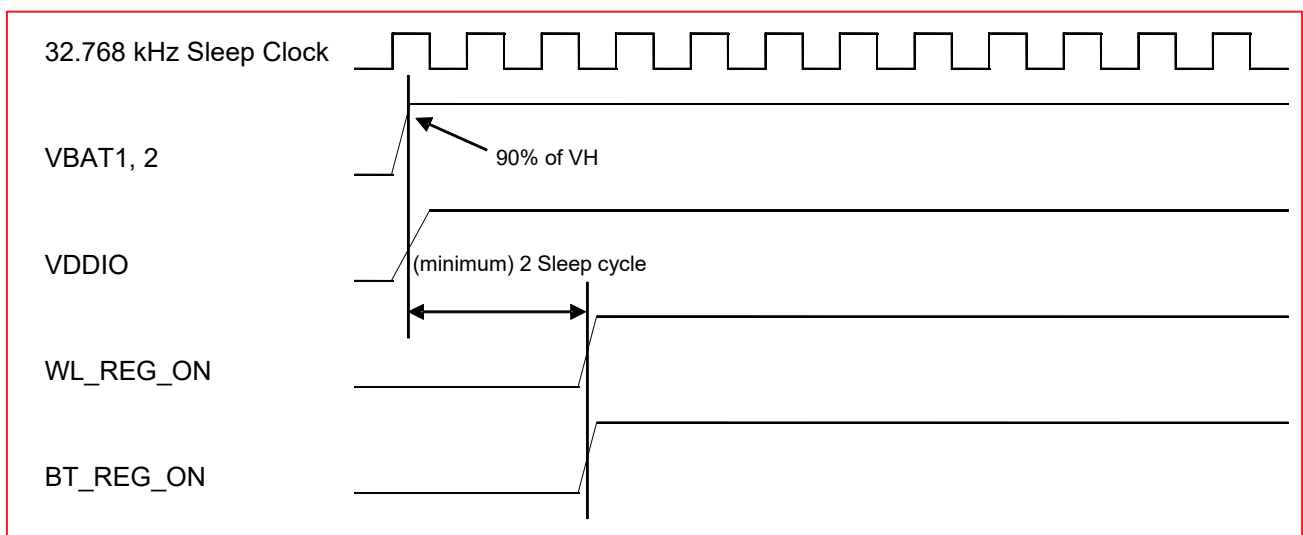 32.768 kHz Sleep Clock
VBAT1, 2
90% of VH
VDDIO
(minimum) 2 Sleep cycle
WL_REG_ON
BT_REG_ON